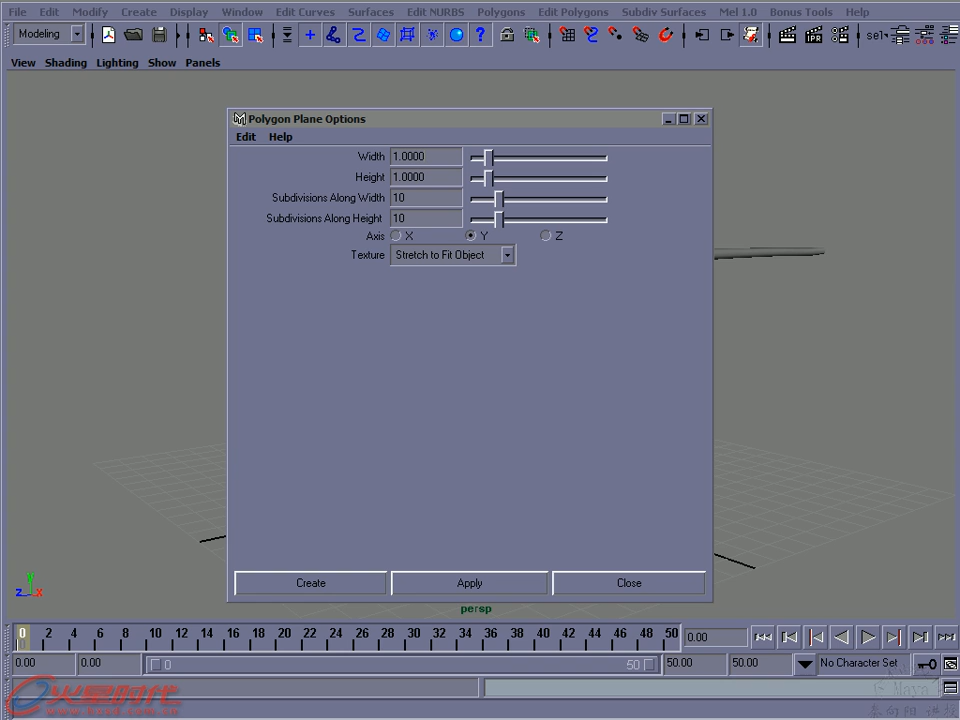 File Edit Modify Create Display Window Edit Curves Surfaces Edit NURBS Polygons Edit Polygons Subdiv Surfaces Mel 1.0 Bonus Tools Help
Modeling IPR sel
View Shading Lighting Show Panels
Polygon Plane Options
Edit Help
Width 1.0000
Height 1.0000
Subdivisions Along Width 10
Subdivisions Along Height 10
Axis X Y Z
Texture Stretch to Fit Object
Create Apply Close
y
z x
persp
0 2 4 6 8 10 12 14 16 18 20 22 24 26 28 30 32 34 36 38 40 42 44 46 48 50 0.00
0.00 0.00 0 50 50.00 50.00 No Character Set
火星时代
Maya